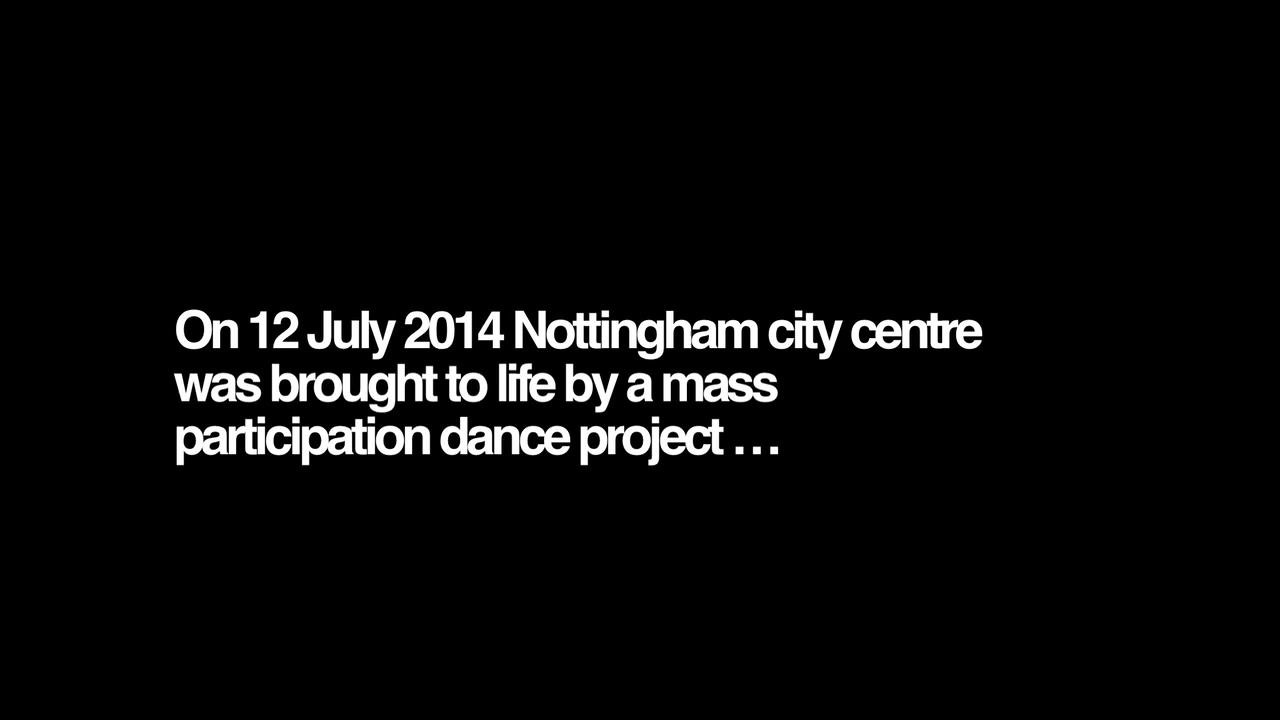 On 12 July 2014 Nottingham city centre
was brought to life by a mass
participation dance project …